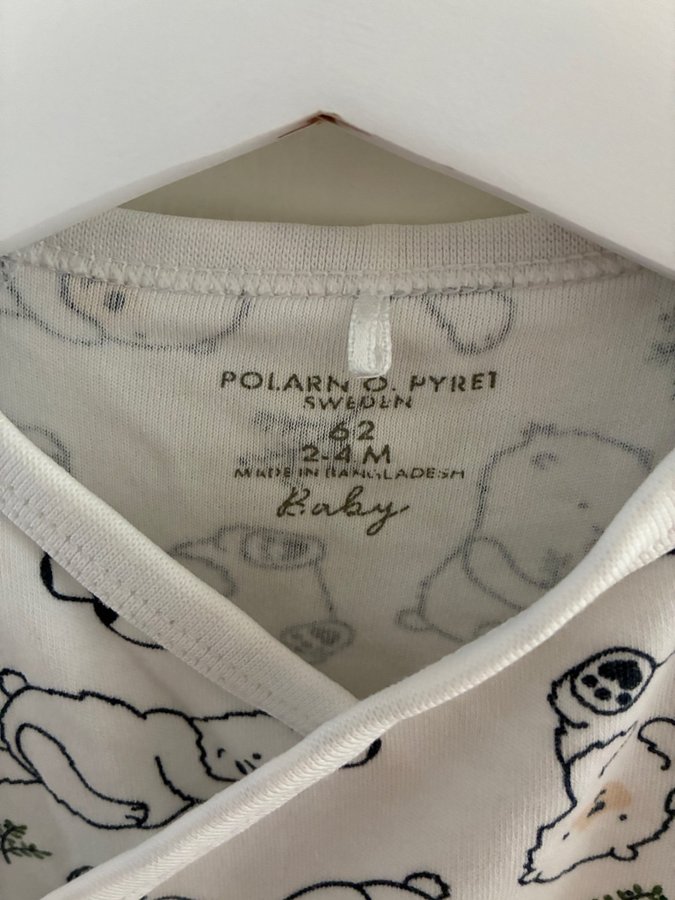 POLARN O. PYRET
SWEDEN
62
2-4 M
MADE IN BANGLADESH
Baby